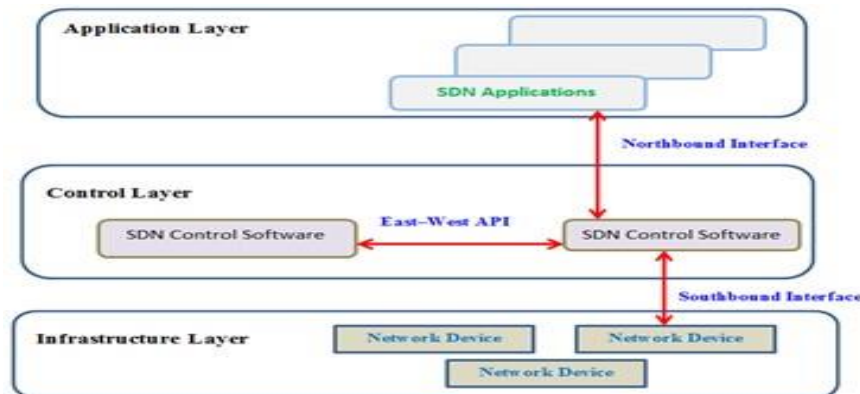 Application Layer
SDN Applications
Northbound Interface
Control Layer
East–West API
SDN Control Software
SDN Control Software
Southbound Interface
Infrastructure Layer
Network Device
Network Device
Network Device